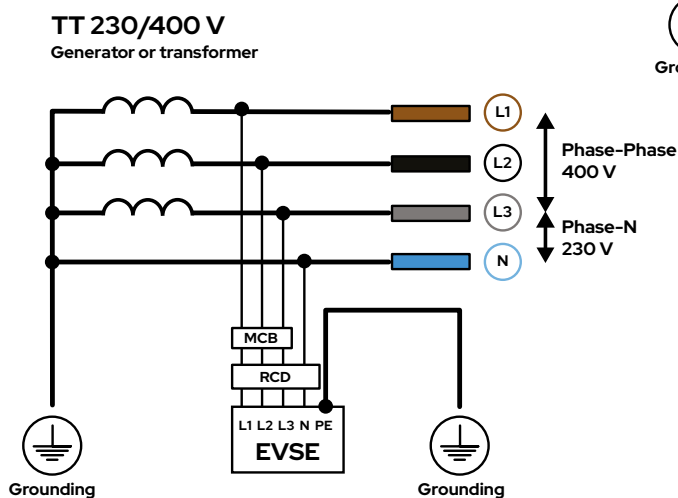 TT 230/400 V
Generator or transformer
Gro
L1
L2
Phase-Phase
400 V
L3
Phase-N
230 V
N
MCB
RCD
L1 L2 L3 N PE
EVSE
Grounding
Grounding